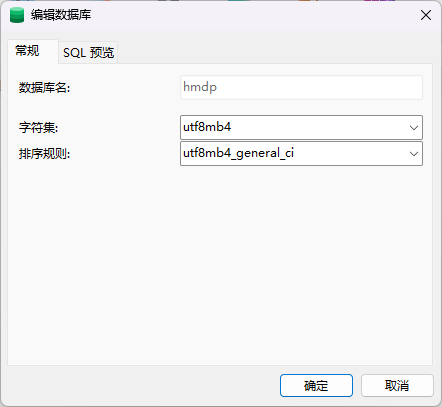 编辑数据库
常规
SQL 预览
数据库名:
hmdp
字符集:
utf8mb4
排序规则:
utf8mb4_general_ci
确定
取消